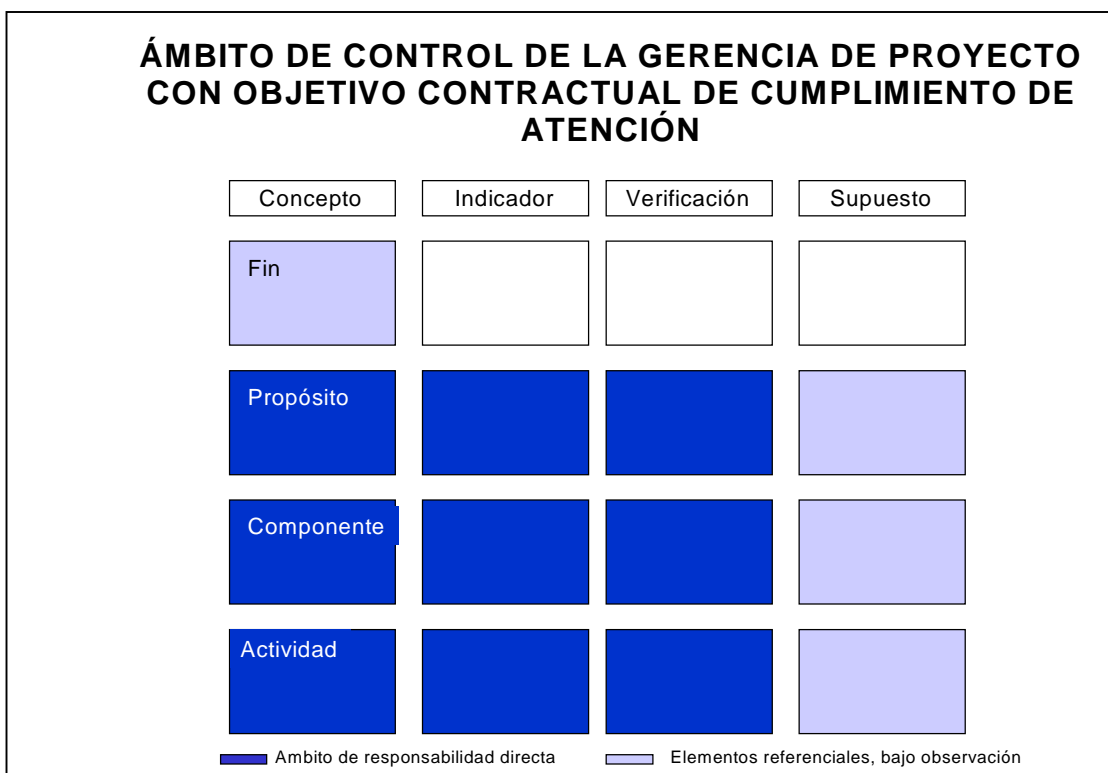 ÁMBITO DE CONTROL DE LA GERENCIA DE PROYECTO
CON OBJETIVO CONTRACTUAL DE CUMPLIMIENTO DE
ATENCIÓN
Concepto Indicador Verificación Supuesto
Fin
Propósito
Componente
Actividad
Ambito de responsabilidad directa Elementos referenciales, bajo observación